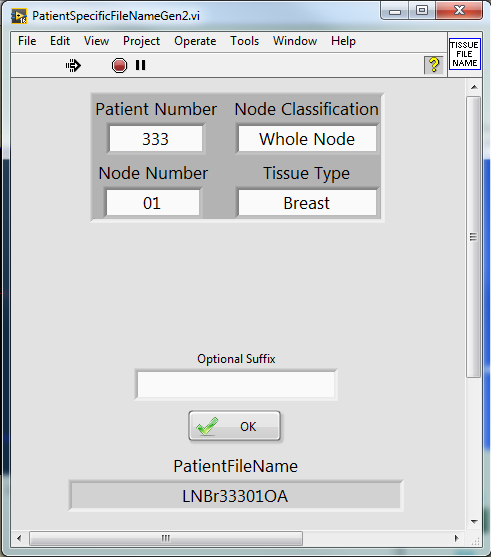 PatientSpecificFileNameGen2.vi
File Edit View Project Operate Tools Window Help
TISSUE
FILE
NAME
?
Patient Number Node Classification
333 Whole Node
Node Number Tissue Type
01 Breast
Optional Suffix
OK
PatientFileName
LNBr33301OA